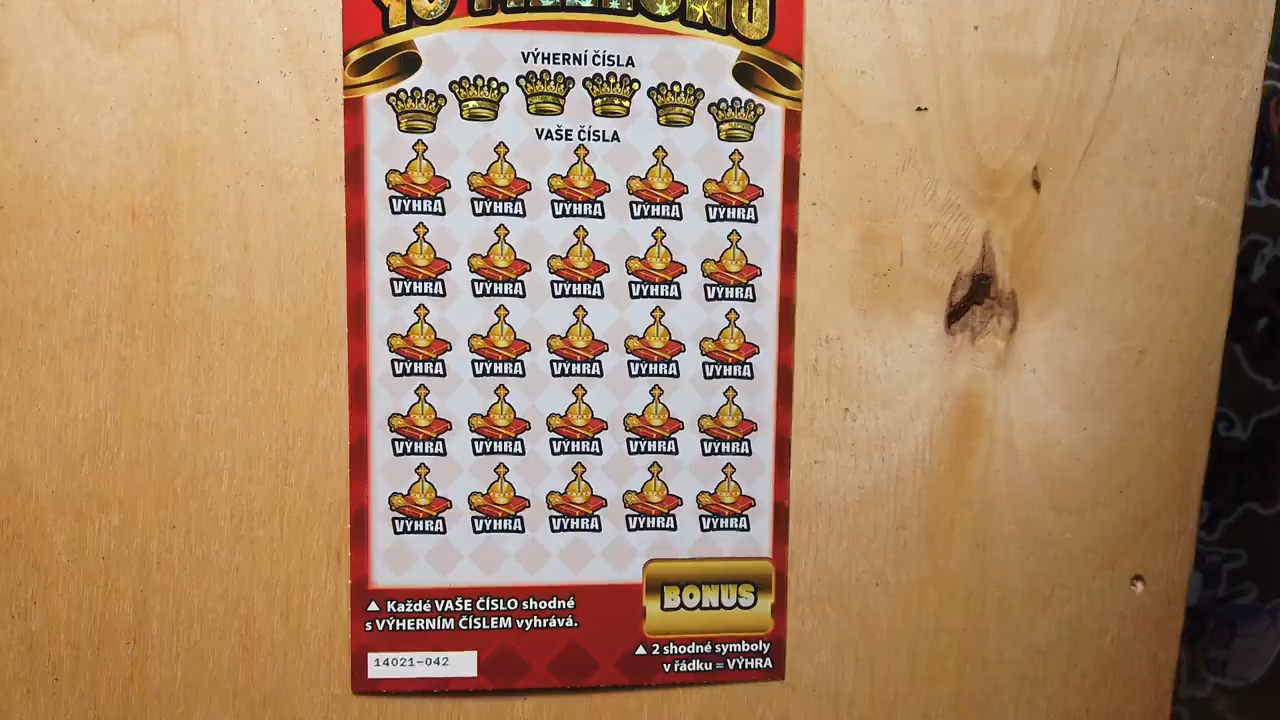 VÝHERNÍ ČÍSLA
VAŠE ČÍSLA
VÝHRA VÝHRA VÝHRA VÝHRA VÝHRA
VÝHRA VÝHRA VÝHRA VÝHRA VÝHRA
VÝHRA VÝHRA VÝHRA VÝHRA VÝHRA
VÝHRA VÝHRA VÝHRA VÝHRA VÝHRA
VÝHRA VÝHRA VÝHRA VÝHRA VÝHRA
▲ Každé VAŠE ČÍSLO shodné
s VÝHERNÍM ČÍSLEM vyhrává.
14021-042
BONUS
▲ 2 shodné symboly
v řádku = VÝHRA